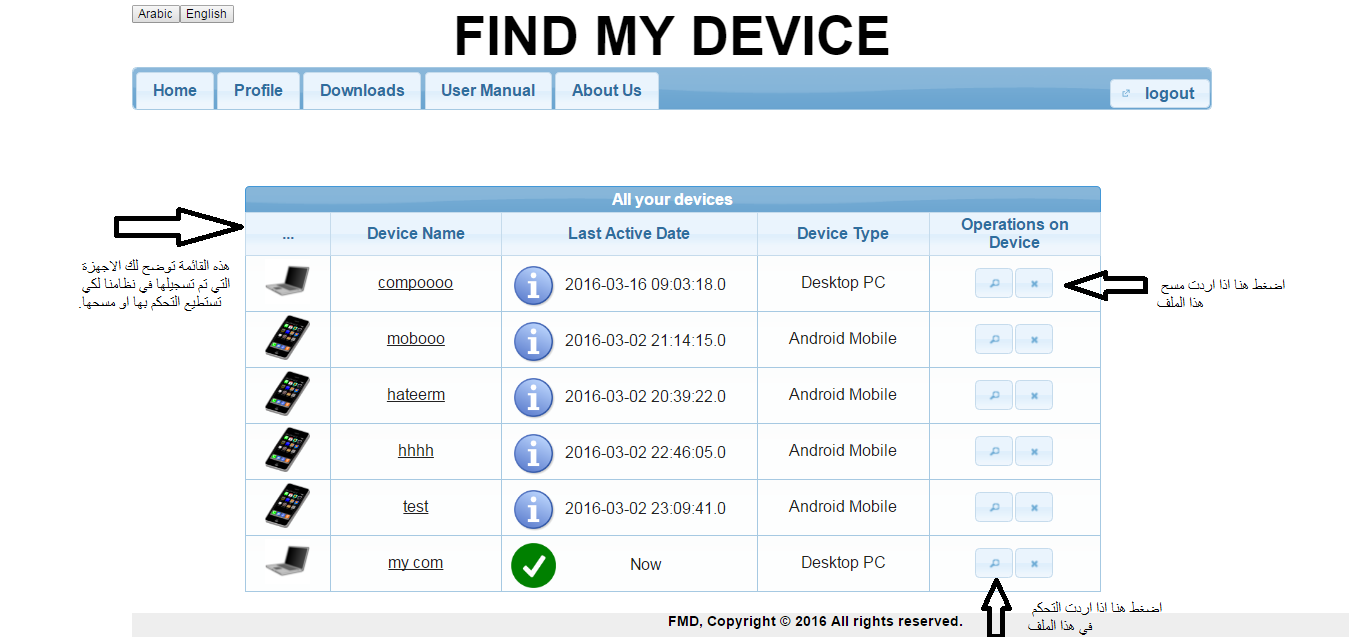 Arabic English
FIND MY DEVICE
Home Profile Downloads User Manual About Us logout
All your devices
... Device Name Last Active Date Device Type Operations on
Device
compoooo 2016-03-16 09:03:18.0 Desktop PC
هذه القائمة توضح لك الاجهزة
التي تم تسجيلها في نظامنا لكي
تستطيع التحكم بها او مسحها.
اضغط هنا اذا اردت مسح
هذا الملف
mobooo 2016-03-02 21:14:15.0 Android Mobile
hateerm 2016-03-02 20:39:22.0 Android Mobile
hhhh 2016-03-02 22:46:05.0 Android Mobile
test 2016-03-02 23:09:41.0 Android Mobile
my com Now Desktop PC
اضغط هنا اذا اردت التحكم
في هذا الملف
FMD, Copyright © 2016 All rights reserved.